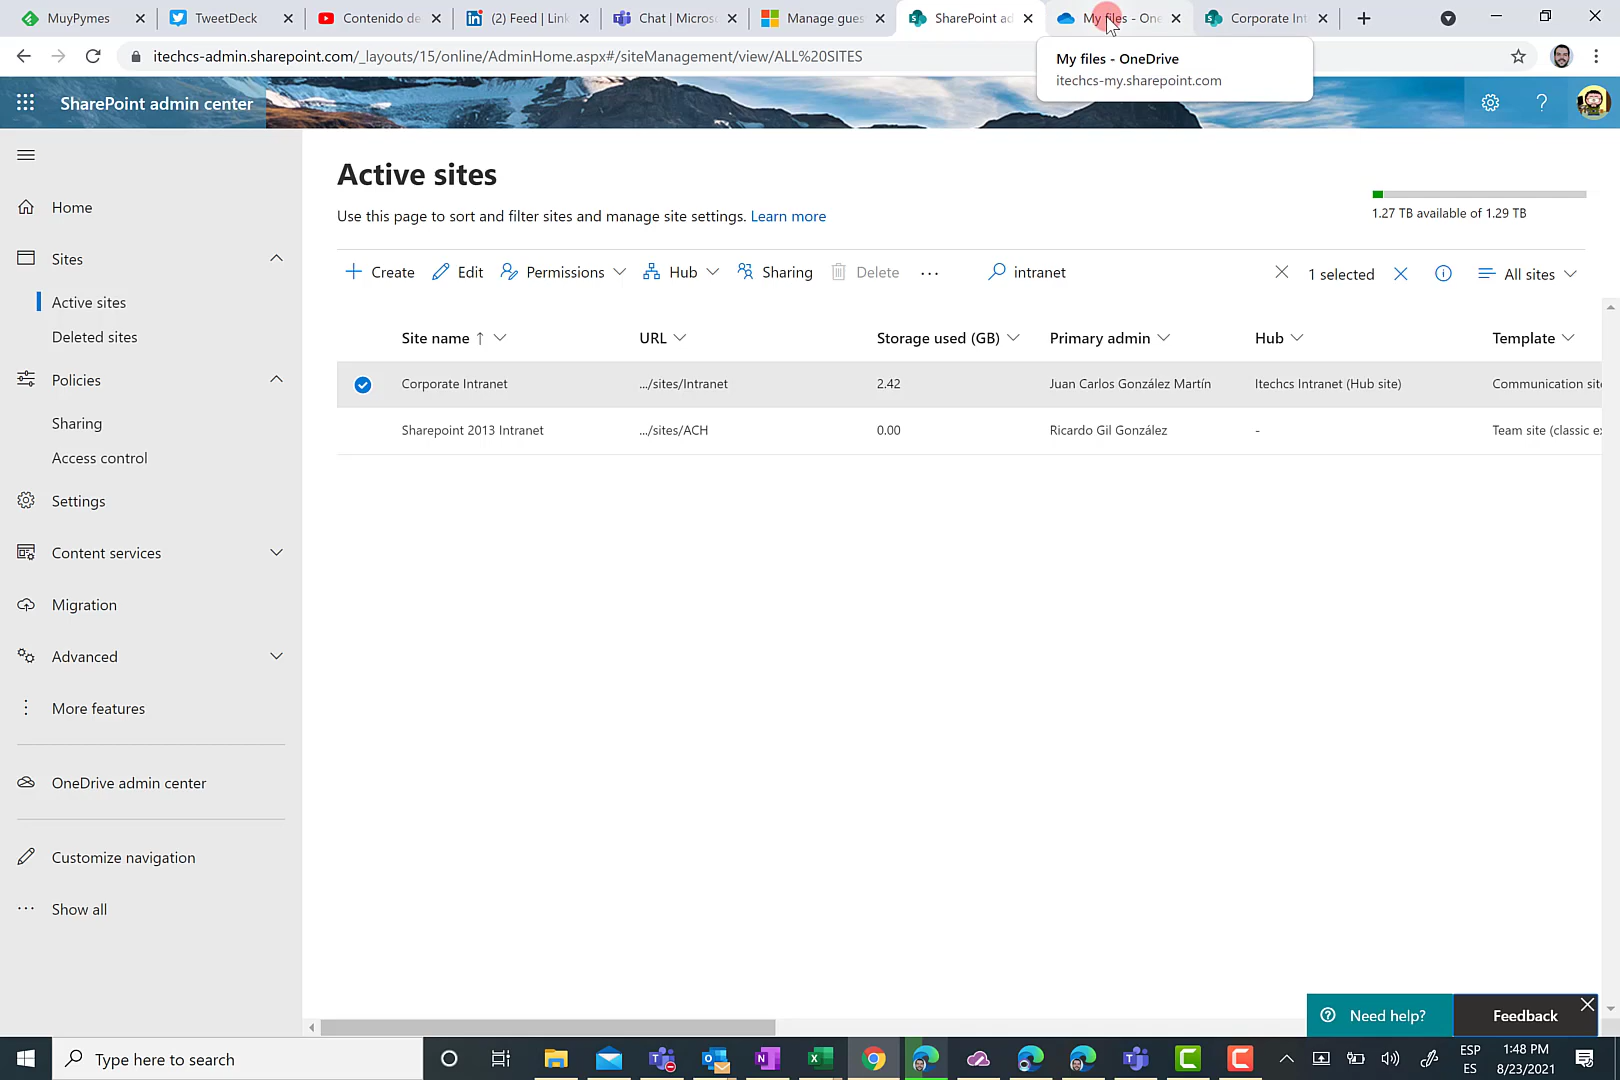 MuyPymes
TweetDeck
Contenido de
(2) Feed | Link
Chat | Micros
Manage gues
SharePoint ad
My files - One
Corporate Int
itechcs-admin.sharepoint.com/_layouts/15/online/AdminHome.aspx#/siteManagement/view/ALL%20SITES
My files - OneDrive
itechcs-my.sharepoint.com
SharePoint admin center
Home
Sites
Active sites
Deleted sites
Policies
Sharing
Access control
Settings
Content services
Migration
Advanced
More features
OneDrive admin center
Customize navigation
Show all
Active sites
Use this page to sort and filter sites and manage site settings. Learn more
1.27 TB available of 1.29 TB
Create Edit Permissions Hub Sharing Delete ... intranet 1 selected All sites
Site name ↑ URL Storage used (GB) Primary admin Hub Template
Corporate Intranet .../sites/Intranet 2.42 Juan Carlos González Martín Itechcs Intranet (Hub site) Communication site
Sharepoint 2013 Intranet .../sites/ACH 0.00 Ricardo Gil González - Team site (classic ex
Need help?
Feedback
Type here to search
ESP
ES
1:48 PM
8/23/2021